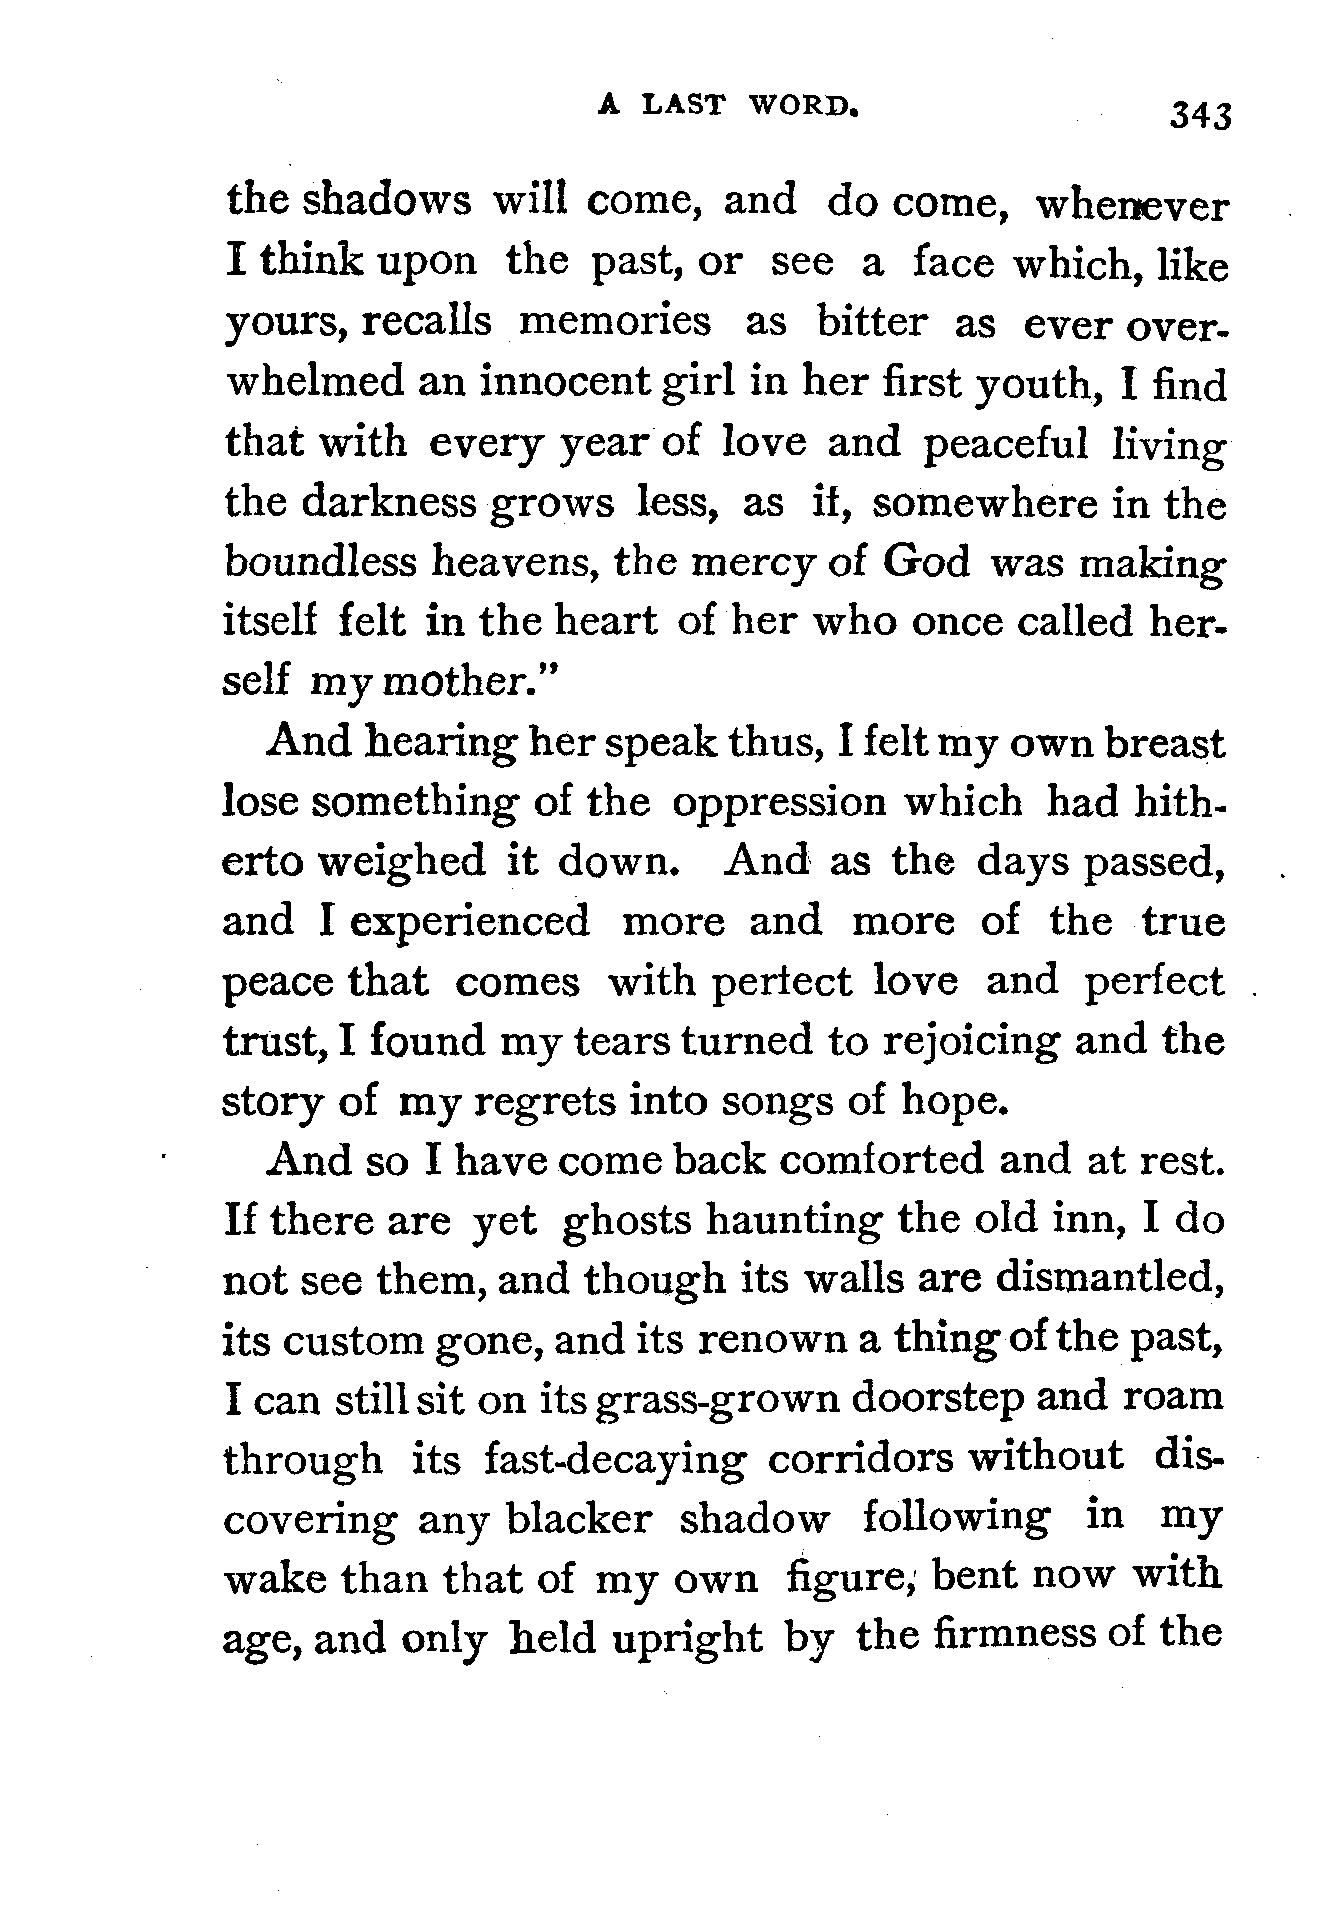 A LAST WORD. 343
the shadows will come, and do come, whenever
I think upon the past, or see a face which, like
yours, recalls memories as bitter as ever over-
whelmed an innocent girl in her first youth, I find
that with every year of love and peaceful living
the darkness grows less, as if, somewhere in the
boundless heavens, the mercy of God was making
itself felt in the heart of her who once called her-
self my mother."
And hearing her speak thus, I felt my own breast
lose something of the oppression which had hith-
erto weighed it down. And as the days passed,
and I experienced more and more of the true
peace that comes with perfect love and perfect
trust, I found my tears turned to rejoicing and the
story of my regrets into songs of hope.
And so I have come back comforted and at rest.
If there are yet ghosts haunting the old inn, I do
not see them, and though its walls are dismantled,
its custom gone, and its renown a thing of the past,
I can still sit on its grass-grown doorstep and roam
through its fast-decaying corridors without dis-
covering any blacker shadow following in my
wake than that of my own figure, bent now with
age, and only held upright by the firmness of the